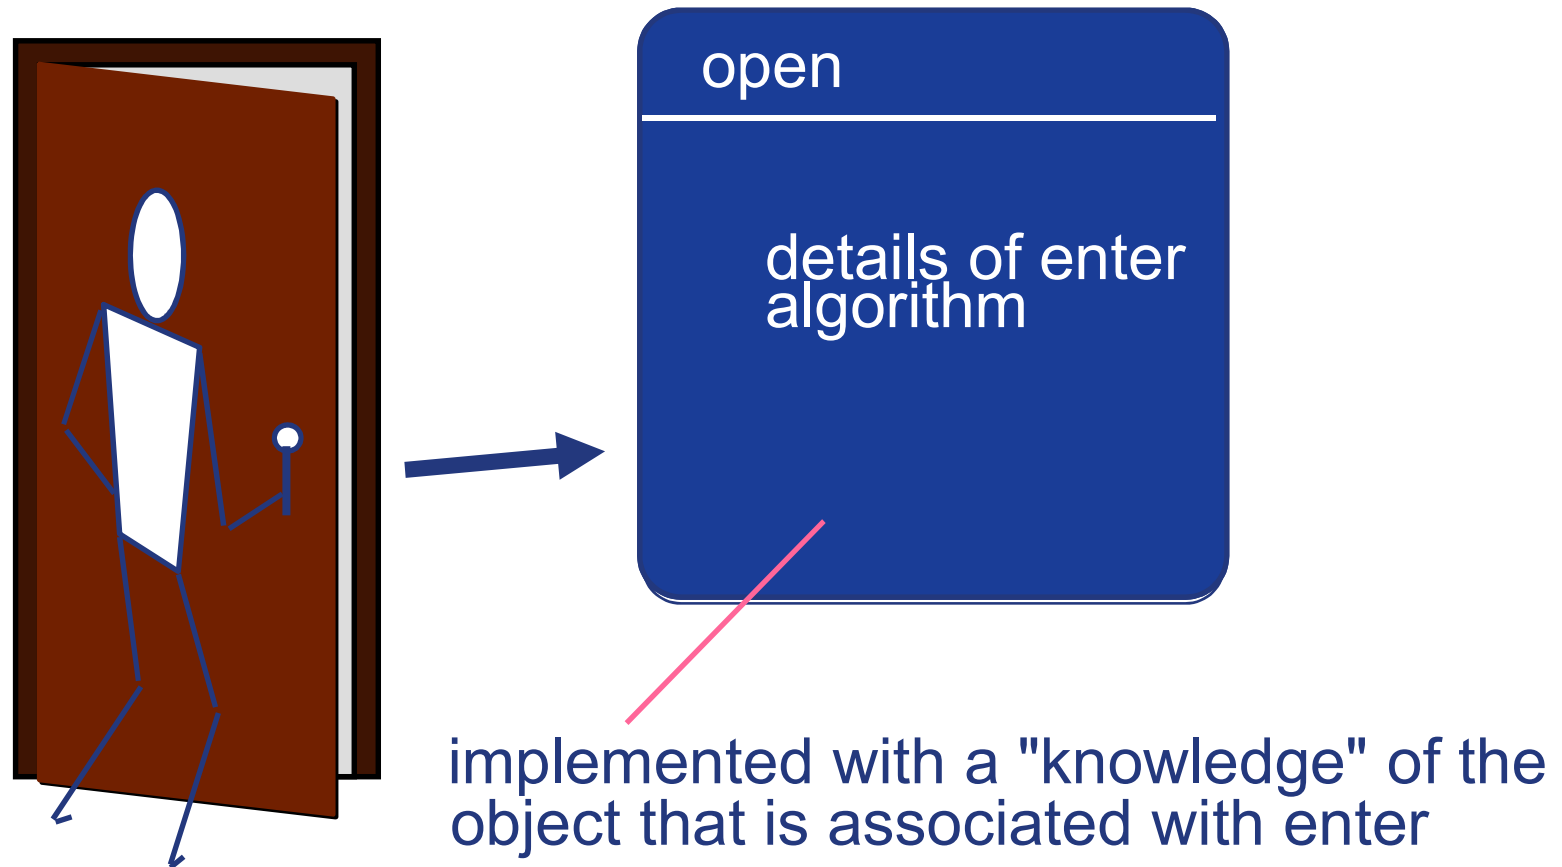 open
details of enter
algorithm
implemented with a "knowledge" of the
object that is associated with enter